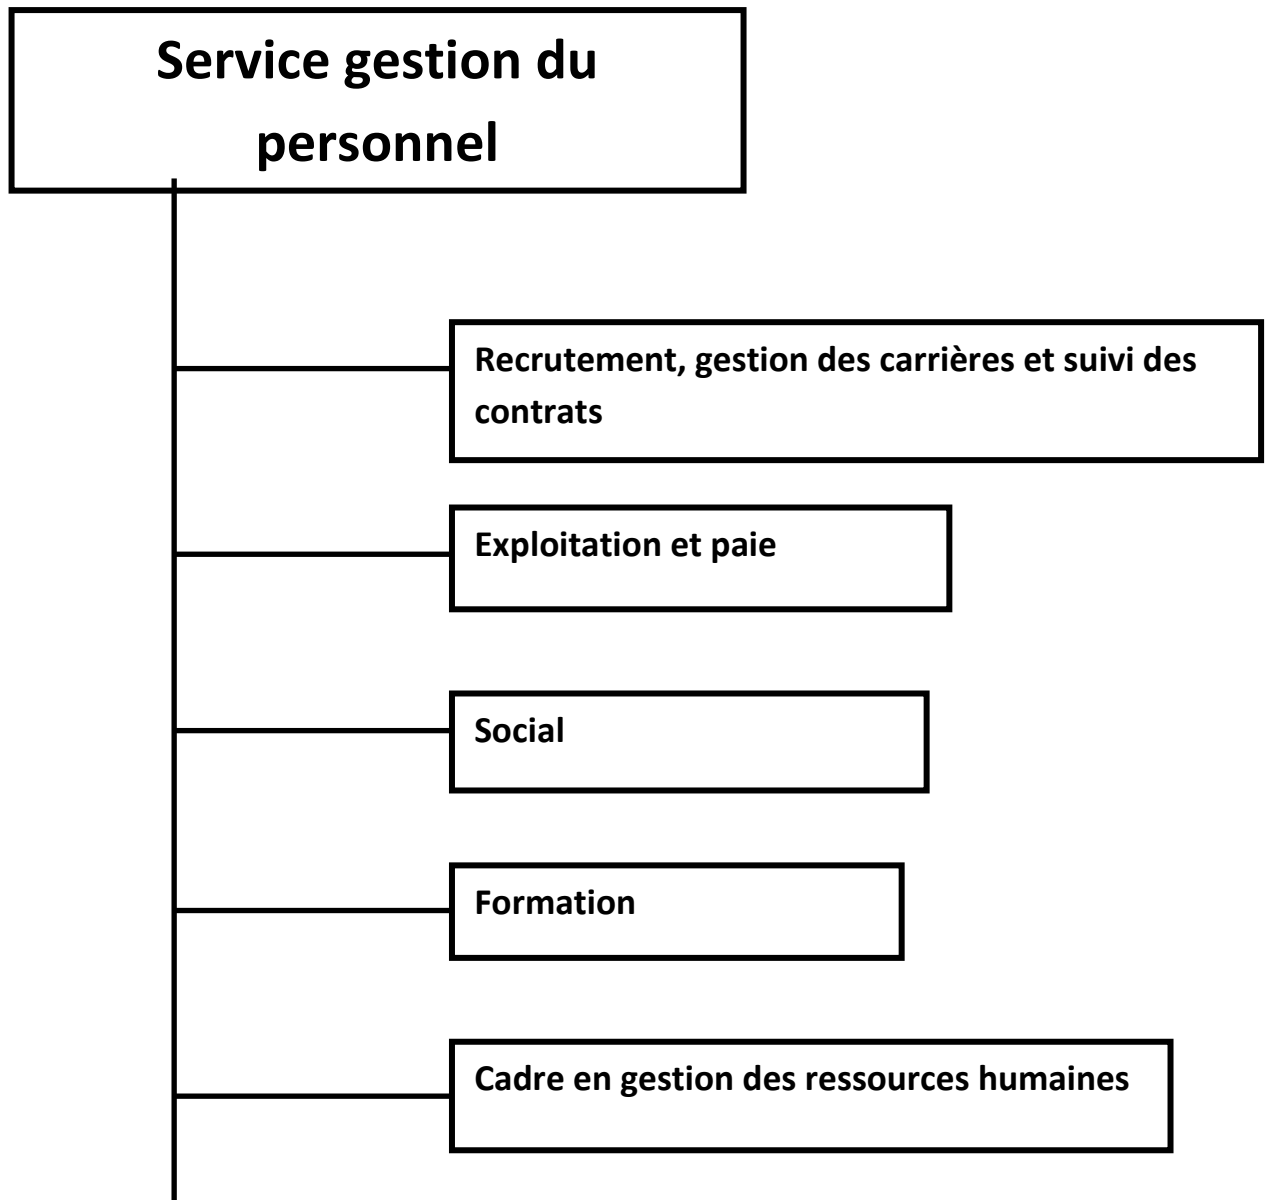 Service gestion du
personnel
Recrutement, gestion des carrières et suivi des
contrats
Exploitation et paie
Social
Formation
Cadre en gestion des ressources humaines